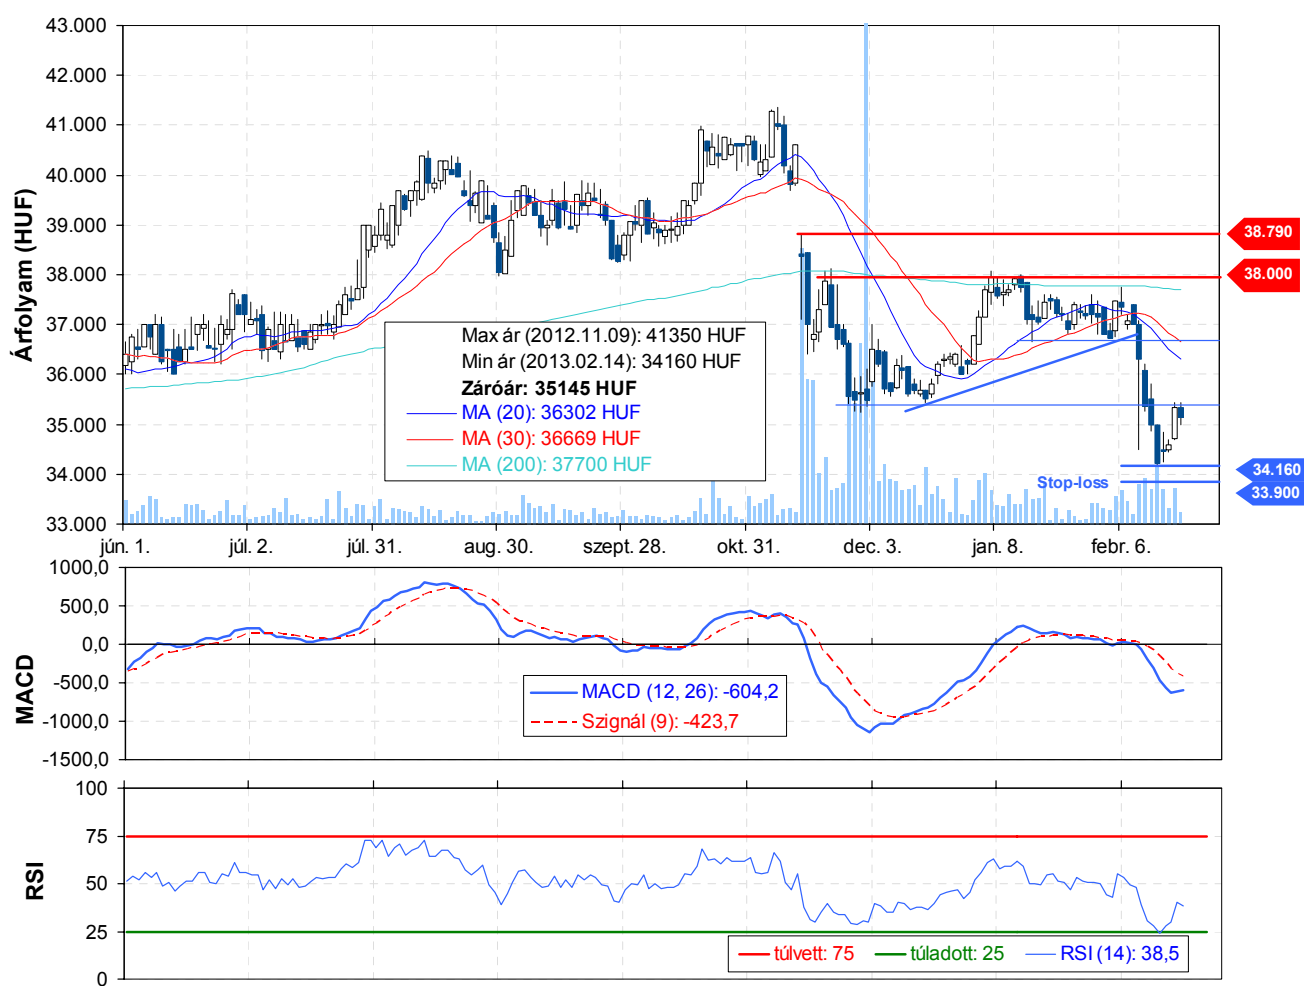 43.000
42.000
41.000
40.000
39.000
38.000
37.000
36.000
35.000
34.000
33.000
Árfolyam (HUF)
38.790
38.000
34.160
33.900
Max ár (2012.11.09): 41350 HUF
Min ár (2013.02.14): 34160 HUF
Záróár: 35145 HUF
MA (20): 36302 HUF
MA (30): 36669 HUF
MA (200): 37700 HUF
Stop-loss
jún. 1. júl. 2. júl. 31. aug. 30. szept. 28. okt. 31. dec. 3. jan. 8. febr. 6.
1000,0
500,0
0,0
-500,0
-1000,0
-1500,0
MACD
MACD (12, 26): -604,2
Szignál (9): -423,7
100
75
50
25
0
RSI
túlvett: 75 túladott: 25 RSI (14): 38,5